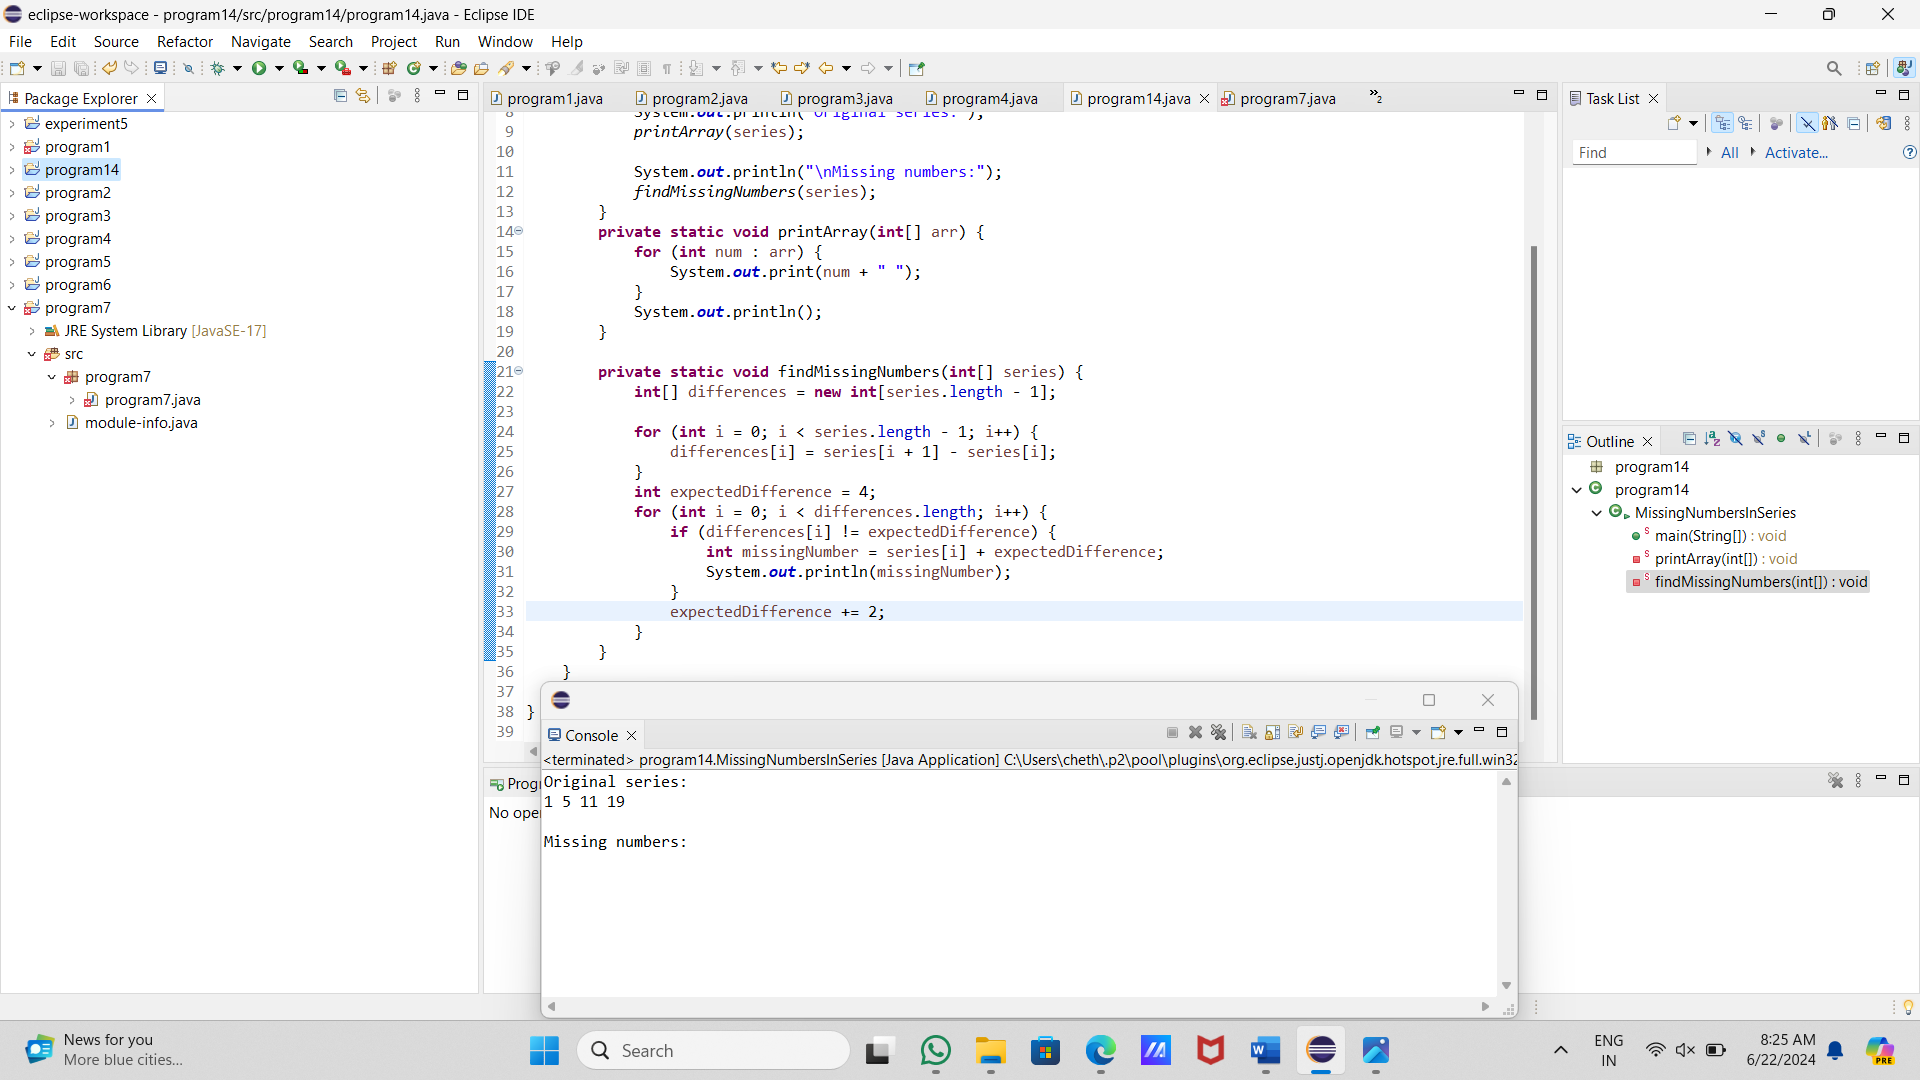 eclipse-workspace - program14/src/program14/program14.java - Eclipse IDE
File Edit Source Refactor Navigate Search Project Run Window Help
Package Explorer
experiment5
program1
program14
program2
program3
program4
program5
program6
program7
JRE System Library [JavaSE-17]
src
program7
program7.java
module-info.java
program1.java program2.java program3.java program4.java program14.java program7.java »2
8 System.out.println("Original series:");
9 printArray(series);
10
11 System.out.println("\nMissing numbers:");
12 findMissingNumbers(series);
13 }
14 private static void printArray(int[] arr) {
15 for (int num : arr) {
16 System.out.print(num + " ");
17 }
18 System.out.println();
19 }
20
21 private static void findMissingNumbers(int[] series) {
22 int[] differences = new int[series.length - 1];
23
24 for (int i = 0; i < series.length - 1; i++) {
25 differences[i] = series[i + 1] - series[i];
26 }
27 int expectedDifference = 4;
28 for (int i = 0; i < differences.length; i++) {
29 if (differences[i] != expectedDifference) {
30 int missingNumber = series[i] + expectedDifference;
31 System.out.println(missingNumber);
32 }
33 expectedDifference += 2;
34 }
35 }
36 }
37
38 }
39
Console
<terminated> program14.MissingNumbersInSeries [Java Application] C:\Users\cheth\.p2\pool\plugins\org.eclipse.justj.openjdk.hotspot.jre.full.win32
Original series:
1 5 11 19
Missing numbers:
Prog
No ope
Task List
Find All Activate...
Outline
program14
program14
MissingNumbersInSeries
main(String[]) : void
printArray(int[]) : void
findMissingNumbers(int[]) : void
News for you
More blue cities...
Search
ENG
IN
8:25 AM
6/22/2024
PRE